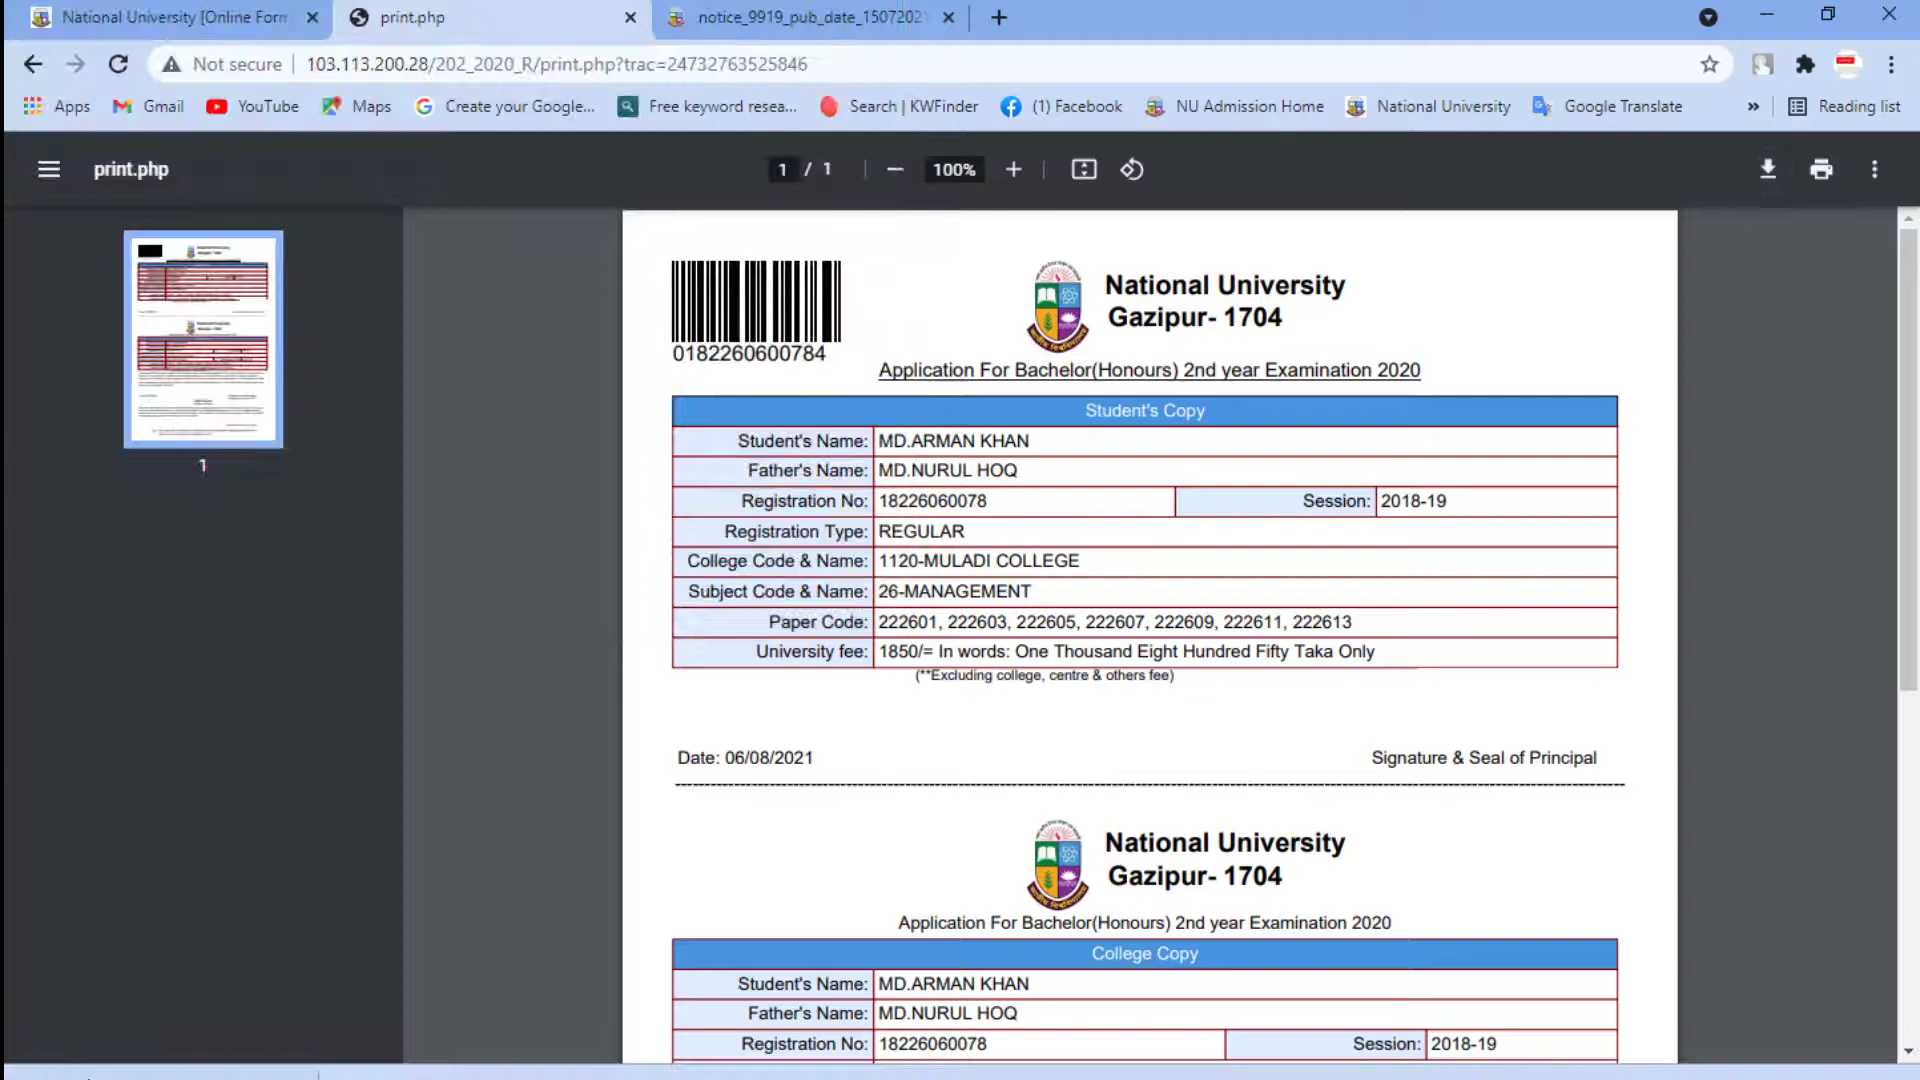 National University [Online Form
print.php
notice_9919_pub_date_1507202
Not secure
103.113.200.28/202_2020_R/print.php?trac=24732763525846
Apps
Gmail
YouTube
Maps
Create your Google...
Free keyword resea...
Search | KWFinder
(1) Facebook
NU Admission Home
National University
Google Translate
»
Reading list
print.php
1 / 1
100%
1
0182260600784
National University
Gazipur- 1704
Application For Bachelor(Honours) 2nd year Examination 2020
Student's Copy
Student's Name: MD.ARMAN KHAN
Father's Name: MD.NURUL HOQ
Registration No: 18226060078 Session: 2018-19
Registration Type: REGULAR
College Code & Name: 1120-MULADI COLLEGE
Subject Code & Name: 26-MANAGEMENT
Paper Code: 222601, 222603, 222605, 222607, 222609, 222611, 222613
University fee: 1850/= In words: One Thousand Eight Hundred Fifty Taka Only
(**Excluding college, centre & others fee)
Date: 06/08/2021 Signature & Seal of Principal
National University
Gazipur- 1704
Application For Bachelor(Honours) 2nd year Examination 2020
College Copy
Student's Name: MD.ARMAN KHAN
Father's Name: MD.NURUL HOQ
Registration No: 18226060078 Session: 2018-19